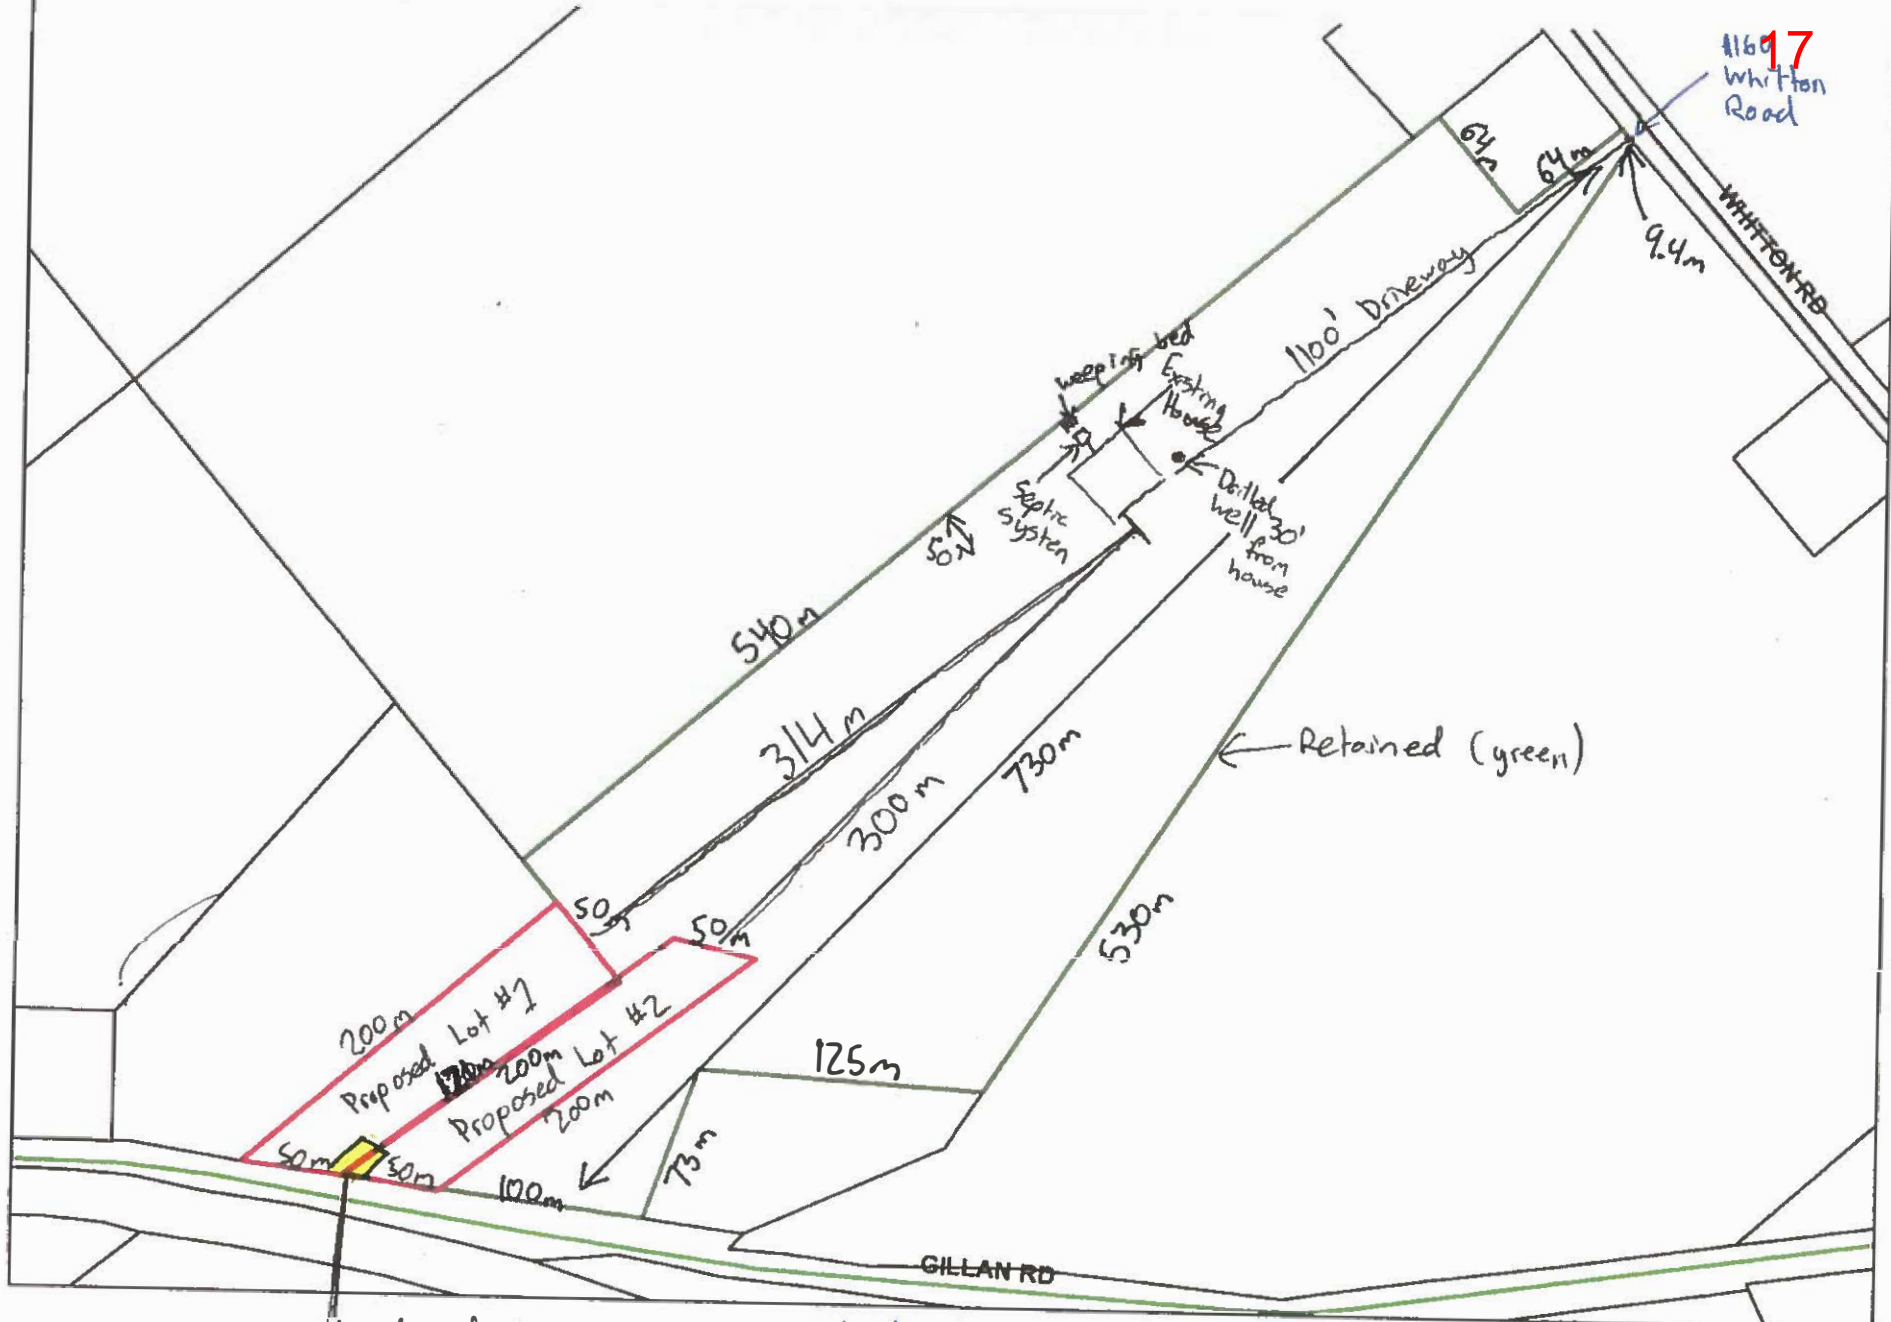 17
#160
Whitton
Road
64m
64m
WHITTON RD
9.4m
1100' Driveway
weeping bed
Existing
House
Septic
system
Drilled
well 30'
from
house
540m
314m
300m
730m
Retained (green)
530m
50
50m
200m
Proposed Lot #1
200m
Proposed Lot #2
200m
125m
73m
50m
50m
100m
GILLAN RD